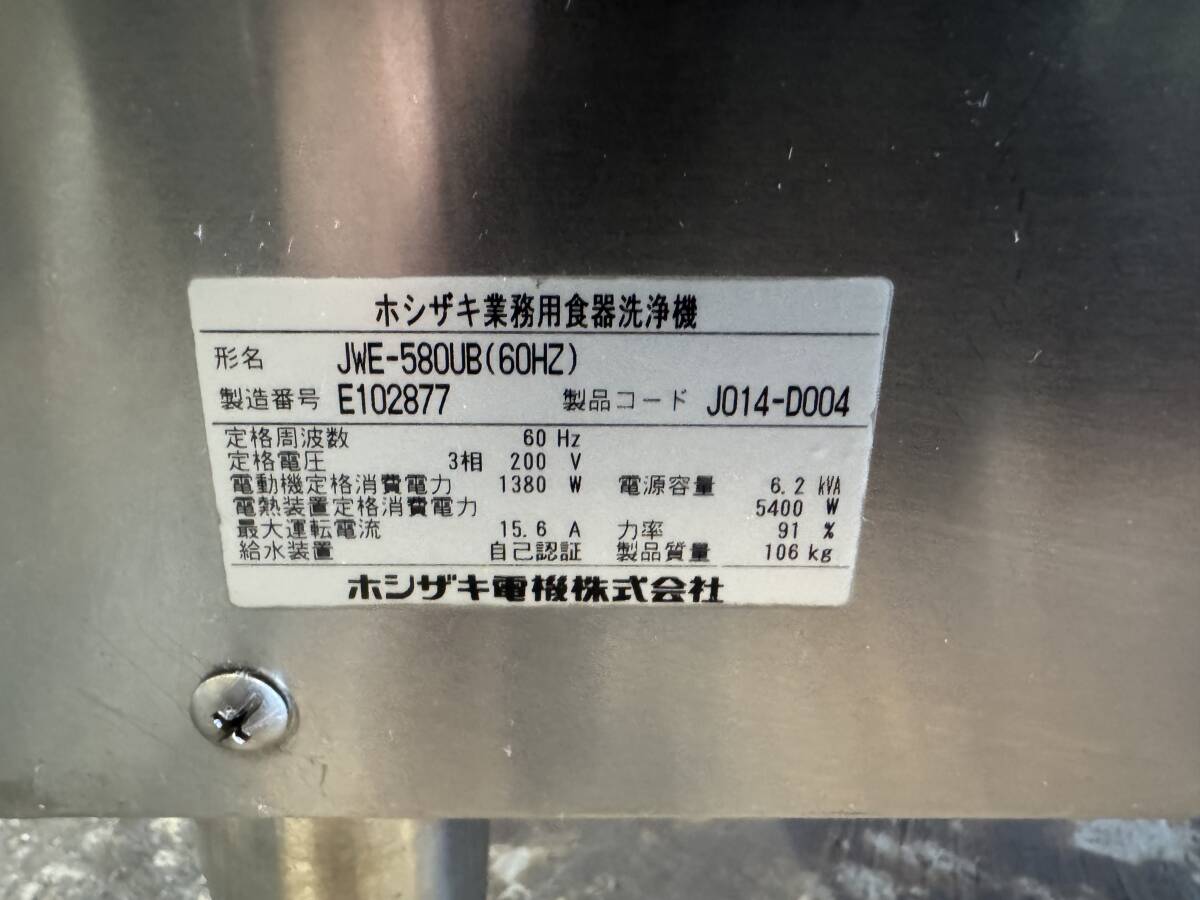 ホシザキ業務用食器洗浄機
形名 JWE-580UB(60HZ)
製造番号 E102877 製品コード J014-D004
定格周波数 60 Hz
定格電圧 3相 200 V
電動機定格消費電力 1380 W 電源容量 6.2 kVA
電熱装置定格消費電力 5400 W
最大運転電流 15.6 A 力率 91 %
給水装置 自己認証 製品質量 106 kg
ホシザキ電機株式会社